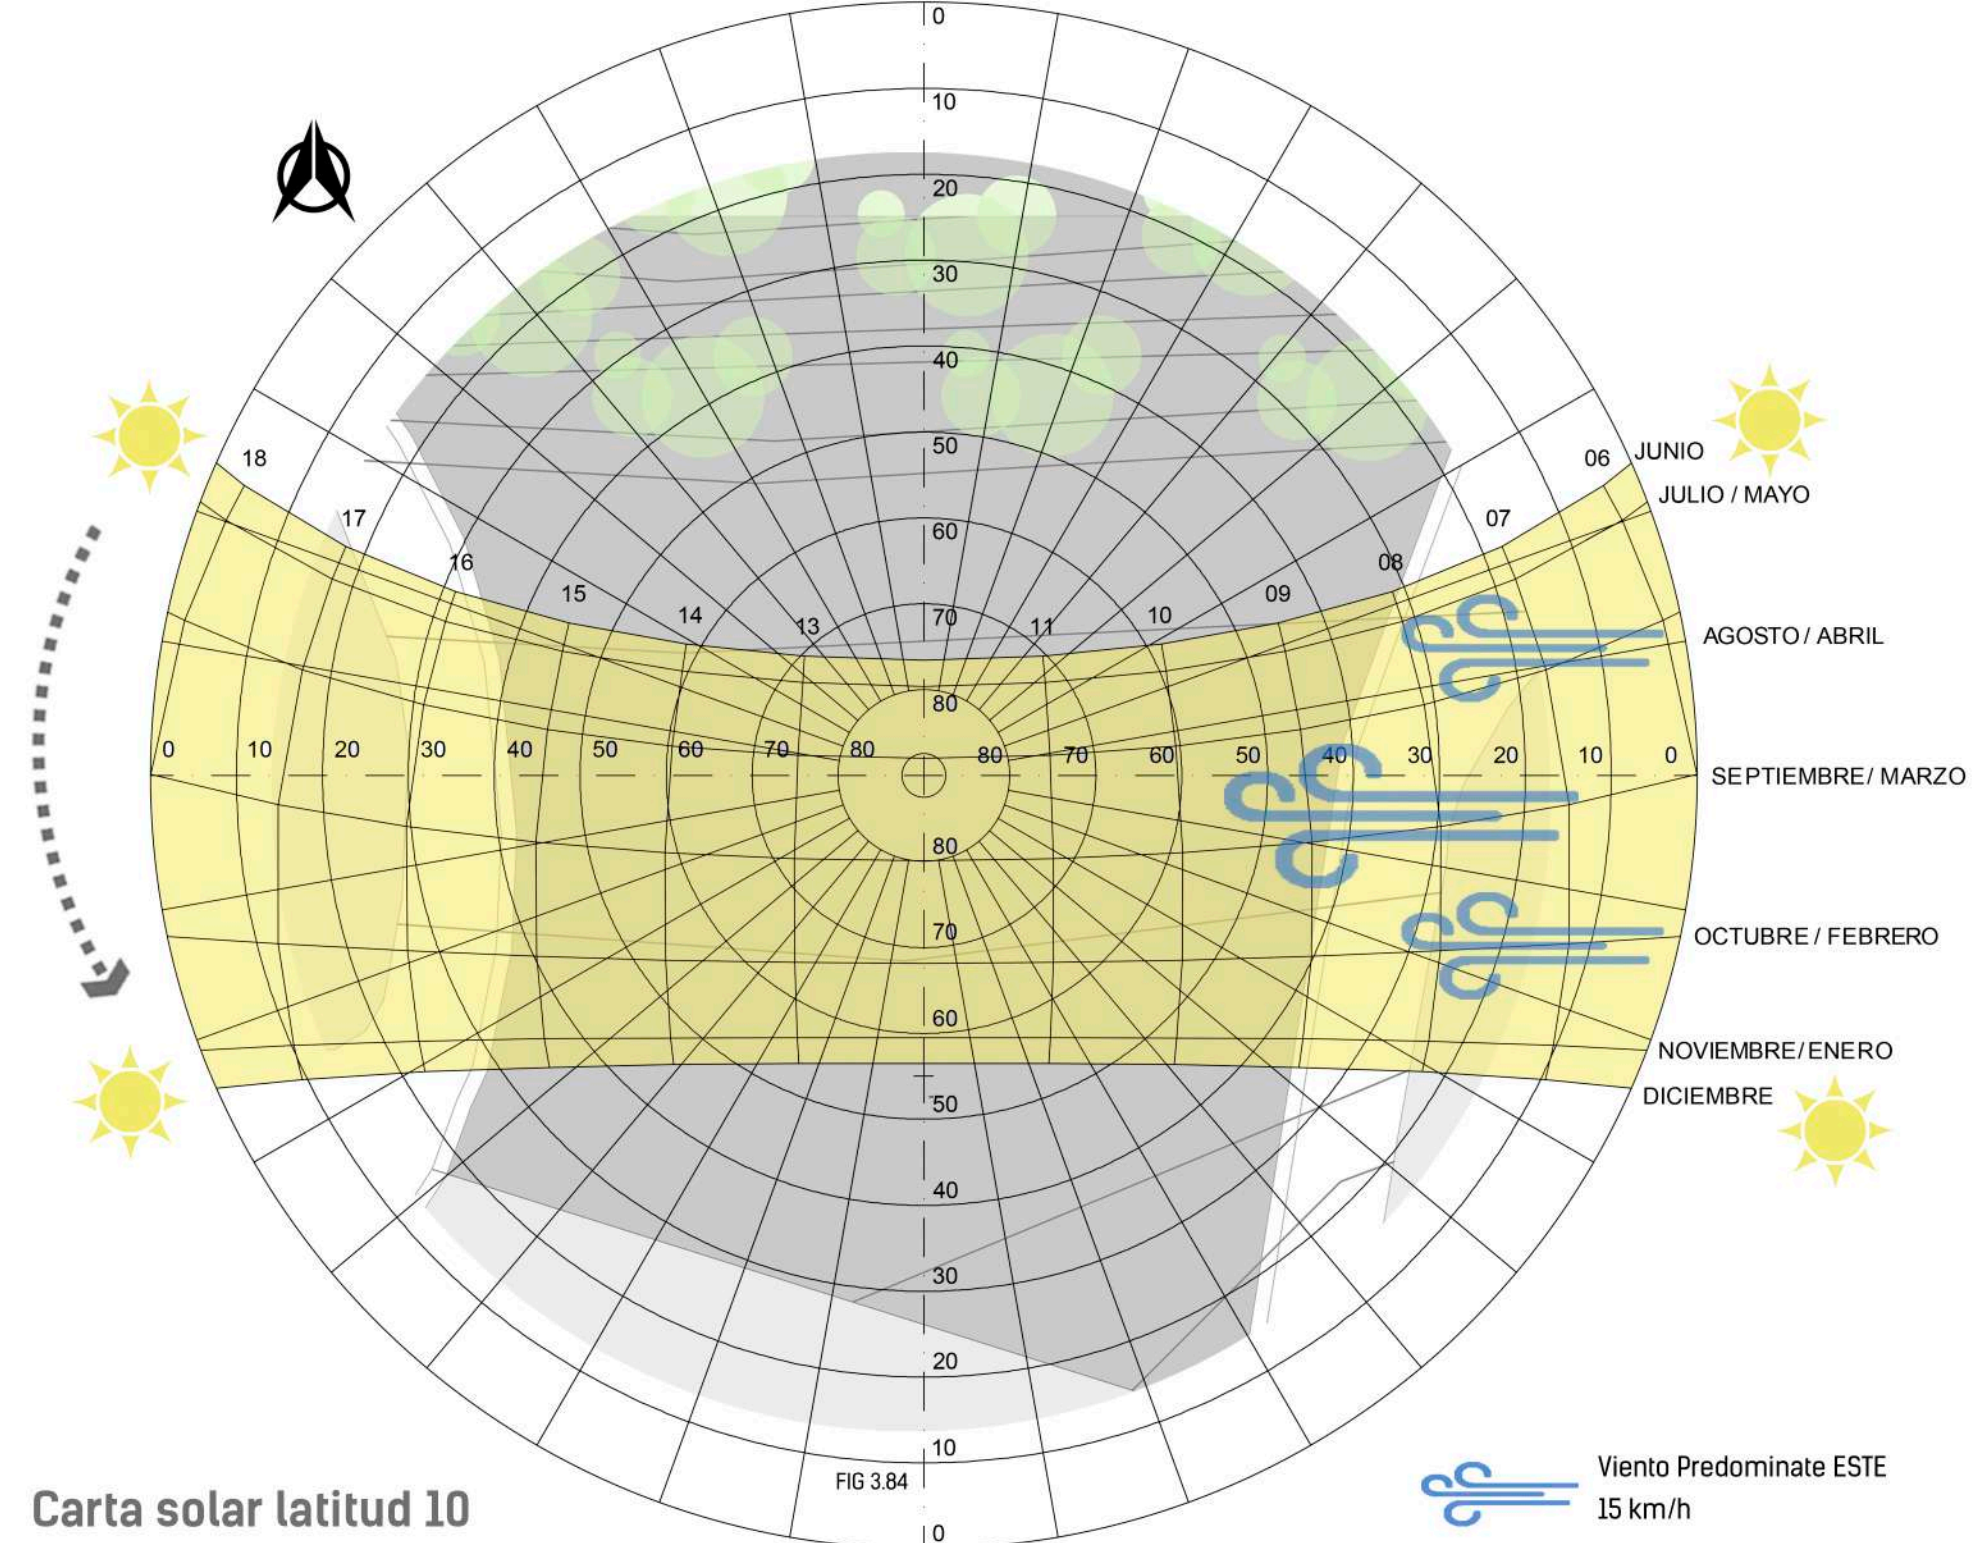 0
10
20
30
40
50
60
70
80
18
17
16
15
14
13
11
10
09
08
07
06
JUNIO
JULIO / MAYO
AGOSTO / ABRIL
0 10 20 30 40 50 60 70 80 80 70 60 50 40 30 20 10 0
SEPTIEMBRE/ MARZO
80
70
OCTUBRE / FEBRERO
60
NOVIEMBRE/ENERO
DICIEMBRE
50
40
30
20
10
0
FIG 3.84
Carta solar latitud 10
Viento Predominate ESTE
15 km/h